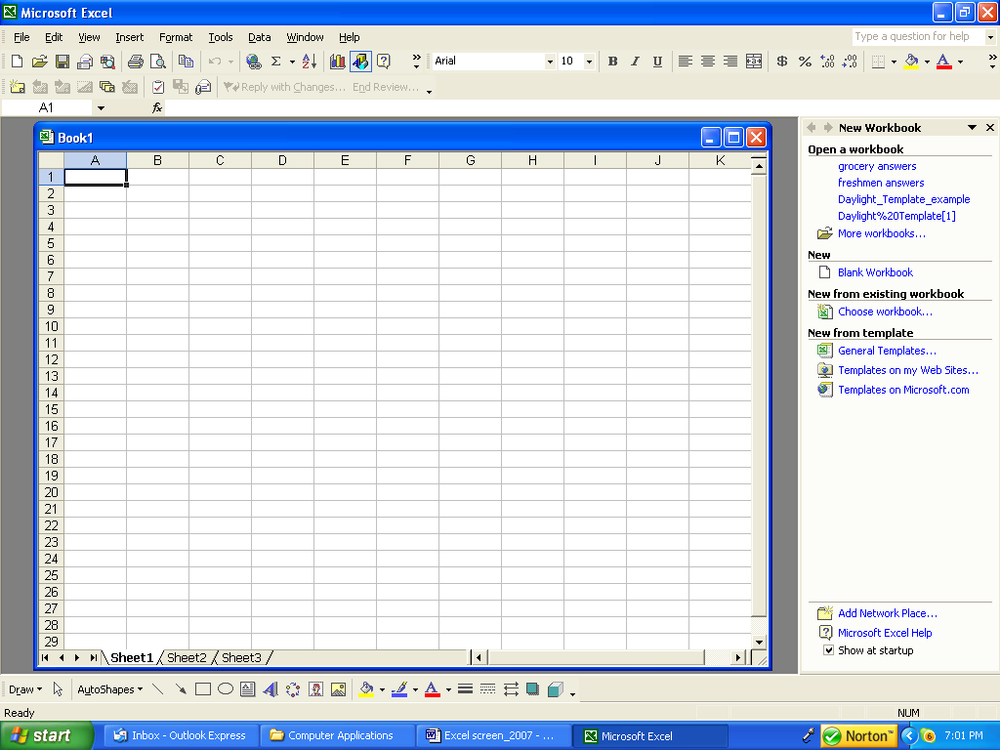 Microsoft Excel
File Edit View Insert Format Tools Data Window Help Type a question for help
Arial 10 B I U $ %
Reply with Changes... End Review...
A1 fx
Book1
A B C D E F G H I J K
1
2
3
4
5
6
7
8
9
10
11
12
13
14
15
16
17
18
19
20
21
22
23
24
25
26
27
28
29
Sheet1 Sheet2 Sheet3
New Workbook
Open a workbook
grocery answers
freshmen answers
Daylight_Template_example
Daylight%20Template[1]
More workbooks...
New
Blank Workbook
New from existing workbook
Choose workbook...
New from template
General Templates...
Templates on my Web Sites...
Templates on Microsoft.com
Add Network Place...
Microsoft Excel Help
Show at startup
Draw AutoShapes
Ready NUM
start Inbox - Outlook Express Computer Applications Excel screen_2007 - ... Microsoft Excel Norton™ 7:01 PM